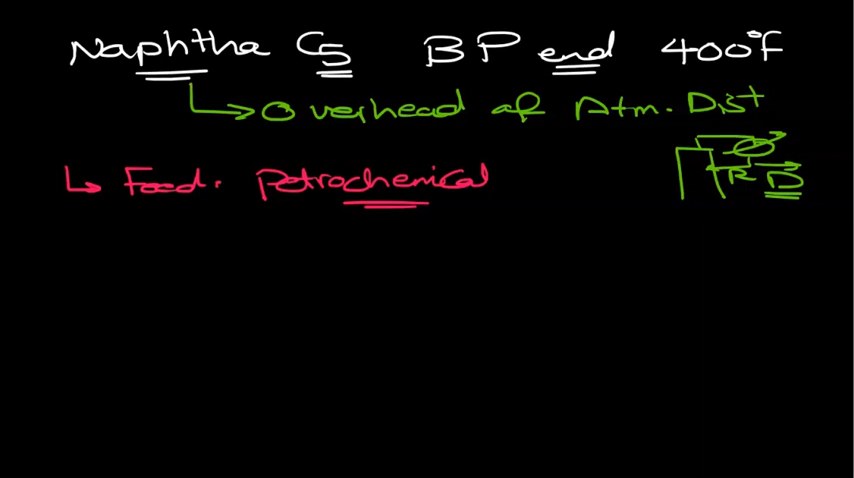 Naphtha C5 BP end 400°F
Overhead of Atm. Dist
R D
Feed. Petrochemical